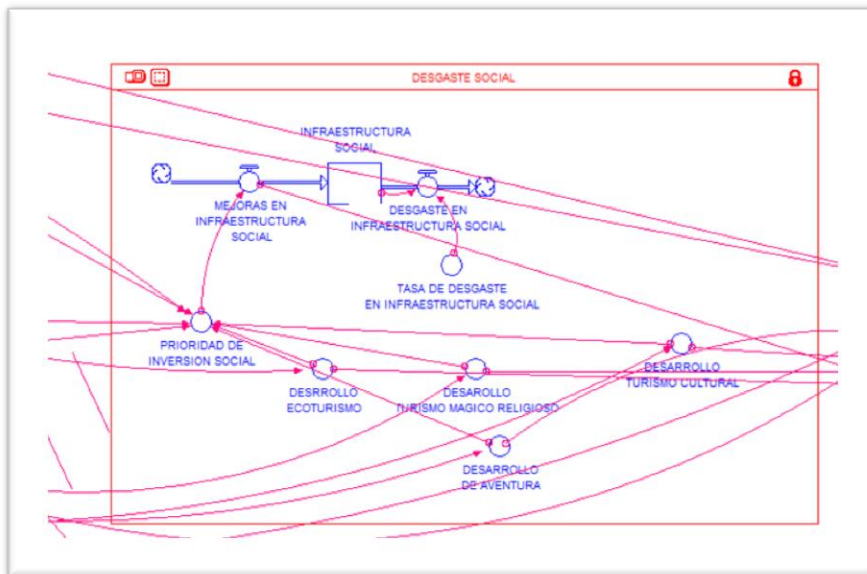 DESGASTE SOCIAL
INFRAESTRUCTURA
SOCIAL
MEJORAS EN
INFRAESTRUCTURA
SOCIAL
DESGASTE EN
INFRAESTRUCTURA SOCIAL
TASA DE DESGASTE
EN INFRAESTRUCTURA SOCIAL
PRIORIDAD DE
INVERSION SOCIAL
DESRROLLO
ECOTURISMO
DESAROLLO
TURISMO MAGICO RELIGIOSO
DESARROLLO
TURISMO CULTURAL
DESARROLLO
DE AVENTURA